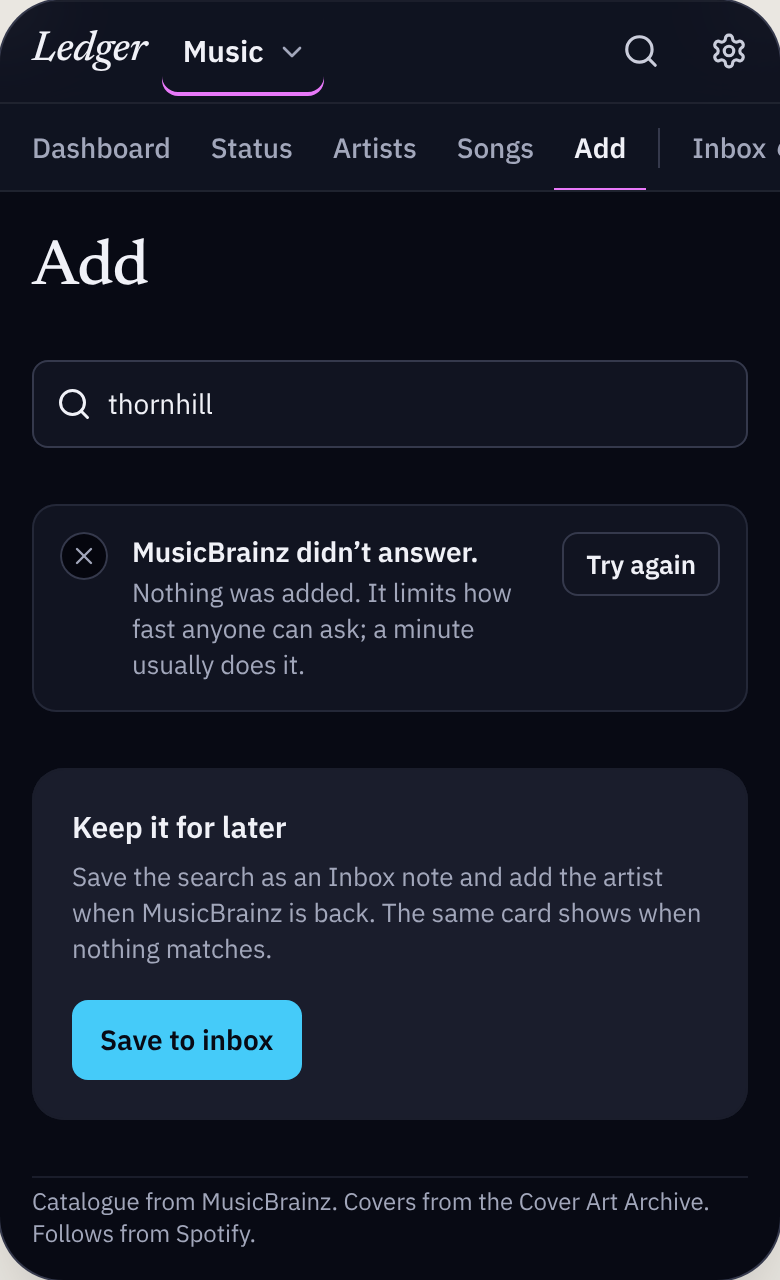 Ledger Music
Dashboard Status Artists Songs Add Inbox
Add
thornhill
MusicBrainz didn’t answer.
Nothing was added. It limits how
fast anyone can ask; a minute
usually does it.
Try again
Keep it for later
Save the search as an Inbox note and add the artist
when MusicBrainz is back. The same card shows when
nothing matches.
Save to inbox
Catalogue from MusicBrainz. Covers from the Cover Art Archive.
Follows from Spotify.